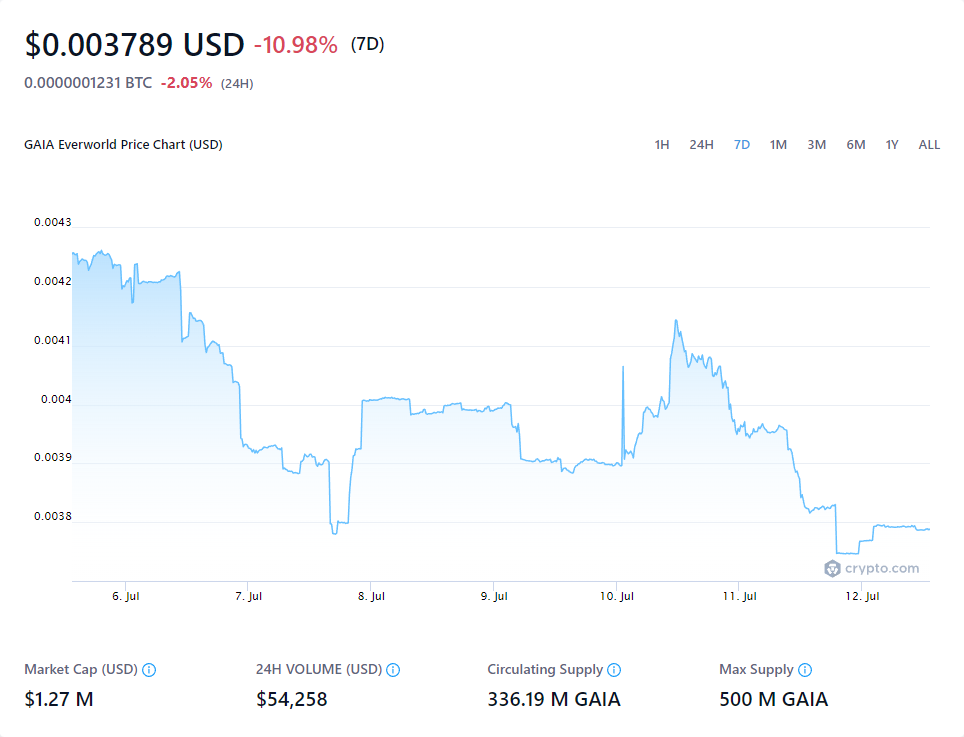 $0.003789 USD -10.98% (7D)
0.0000001231 BTC -2.05% (24H)
GAIA Everworld Price Chart (USD) 1H 24H 7D 1M 3M 6M 1Y ALL
0.0043
0.0042
0.0041
0.004
0.0039
0.0038
crypto.com
6. Jul 7. Jul 8. Jul 9. Jul 10. Jul 11. Jul 12. Jul
Market Cap (USD) 24H VOLUME (USD) Circulating Supply Max Supply
$1.27 M $54,258 336.19 M GAIA 500 M GAIA